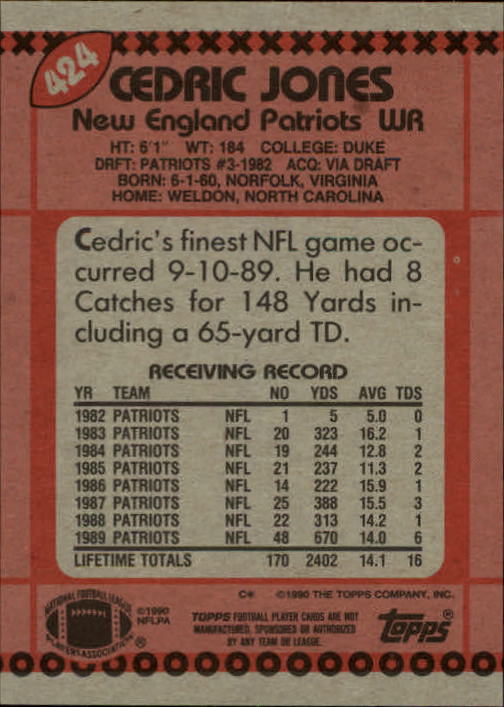 424
CEDRIC JONES
New England Patriots WR
HT: 6'1" WT: 184 COLLEGE: DUKE
DRFT: PATRIOTS #3-1982 ACQ: VIA DRAFT
BORN: 6-1-60, NORFOLK, VIRGINIA
HOME: WELDON, NORTH CAROLINA
Cedric's finest NFL game oc-
curred 9-10-89. He had 8
Catches for 148 Yards in-
cluding a 65-yard TD.
RECEIVING RECORD
YR TEAM NO YDS AVG TDS
1982 PATRIOTS NFL 1 5 5.0 0
1983 PATRIOTS NFL 20 323 16.2 1
1984 PATRIOTS NFL 19 244 12.8 2
1985 PATRIOTS NFL 21 237 11.3 2
1986 PATRIOTS NFL 14 222 15.9 1
1987 PATRIOTS NFL 25 388 15.5 3
1988 PATRIOTS NFL 22 313 14.2 1
1989 PATRIOTS NFL 48 670 14.0 6
LIFETIME TOTALS 170 2402 14.1 16
C* ©1990 THE TOPPS COMPANY, INC.
NATIONAL FOOTBALL LEAGUE
PLAYERS ASSOCIATION
®
©1990
NFLPA
TOPPS FOOTBALL PLAYER CARDS ARE NOT
MANUFACTURED, SPONSORED OR AUTHORIZED
BY ANY TEAM OR LEAGUE.
topps®